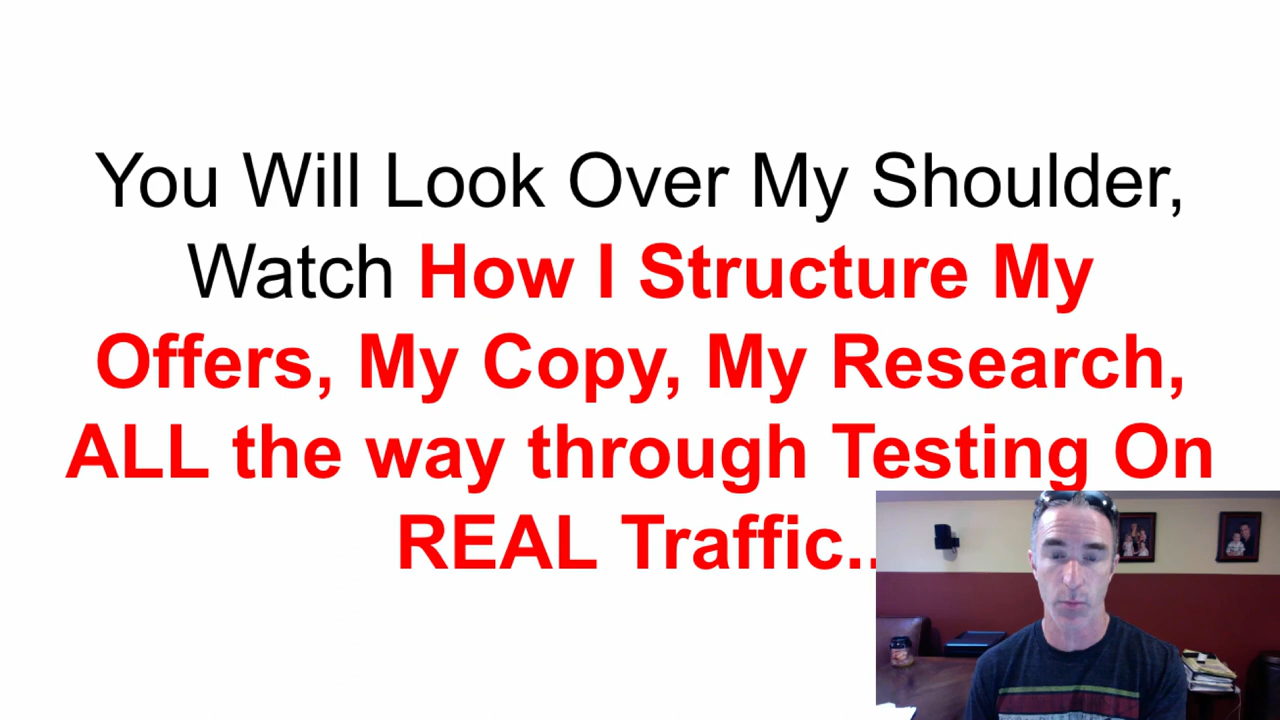 You Will Look Over My Shoulder,
Watch How I Structure My
Offers, My Copy, My Research,
ALL the way through Testing On
REAL Traffic..